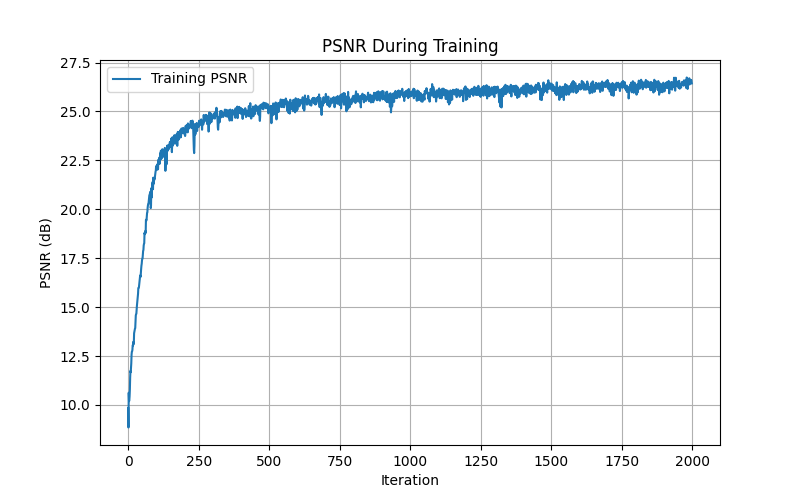 PSNR During Training
Training PSNR
PSNR (dB)
27.5
25.0
22.5
20.0
17.5
15.0
12.5
10.0
0 250 500 750 1000 1250 1500 1750 2000
Iteration